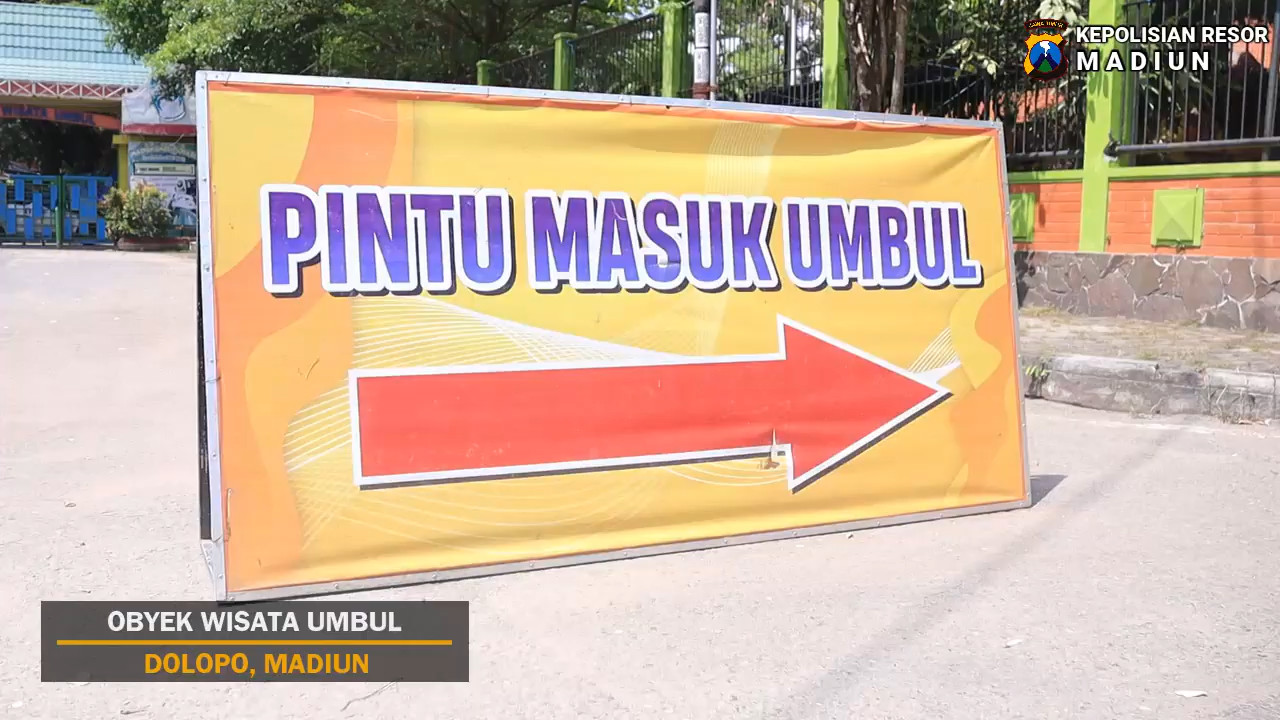 KEPOLISIAN RESOR
MADIUN
PINTU MASUK UMBUL
OBYEK WISATA UMBUL
DOLOPO, MADIUN